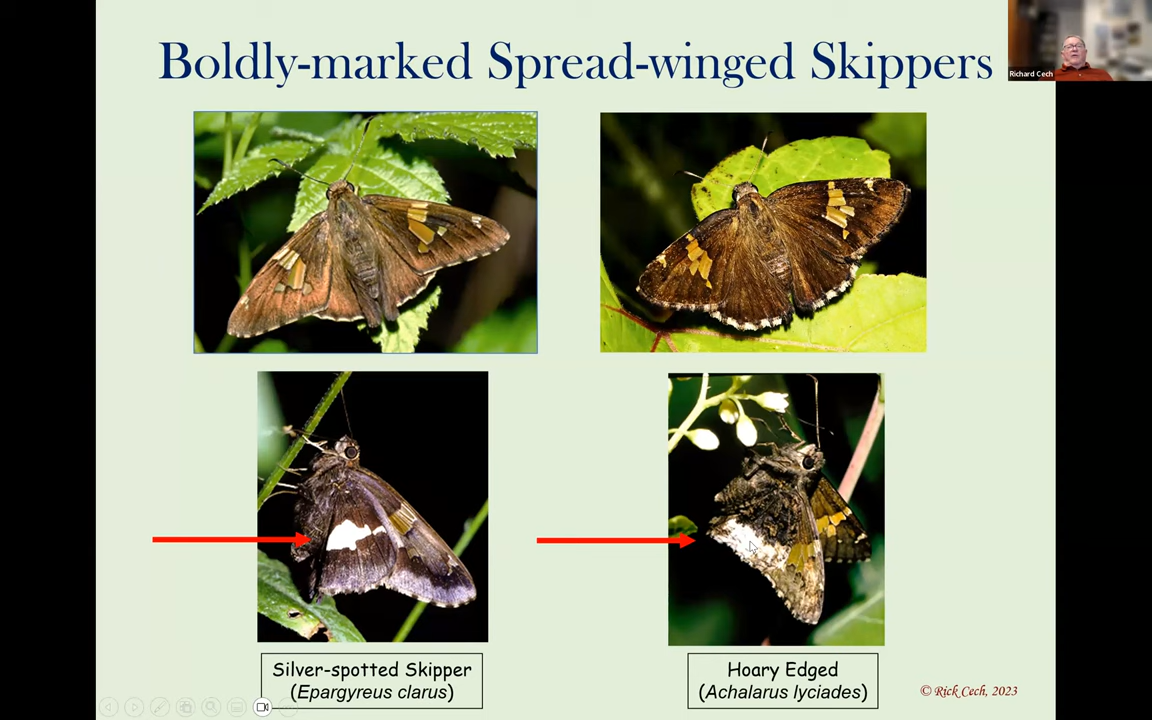 Boldly-marked Spread-winged Skippers
Richard Cech
Silver-spotted Skipper
(Epargyreus clarus)
Hoary Edged
(Achalarus lyciades)
© Rick Cech, 2023